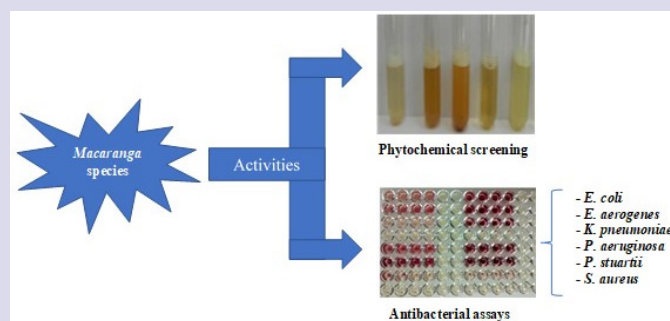 Macaranga
species
Activities
Phytochemical screening
- E. coli
- E. aerogenes
- K. pneumoniae
- P. aeruginosa
- P. stuartii
- S. aureus
Antibacterial assays